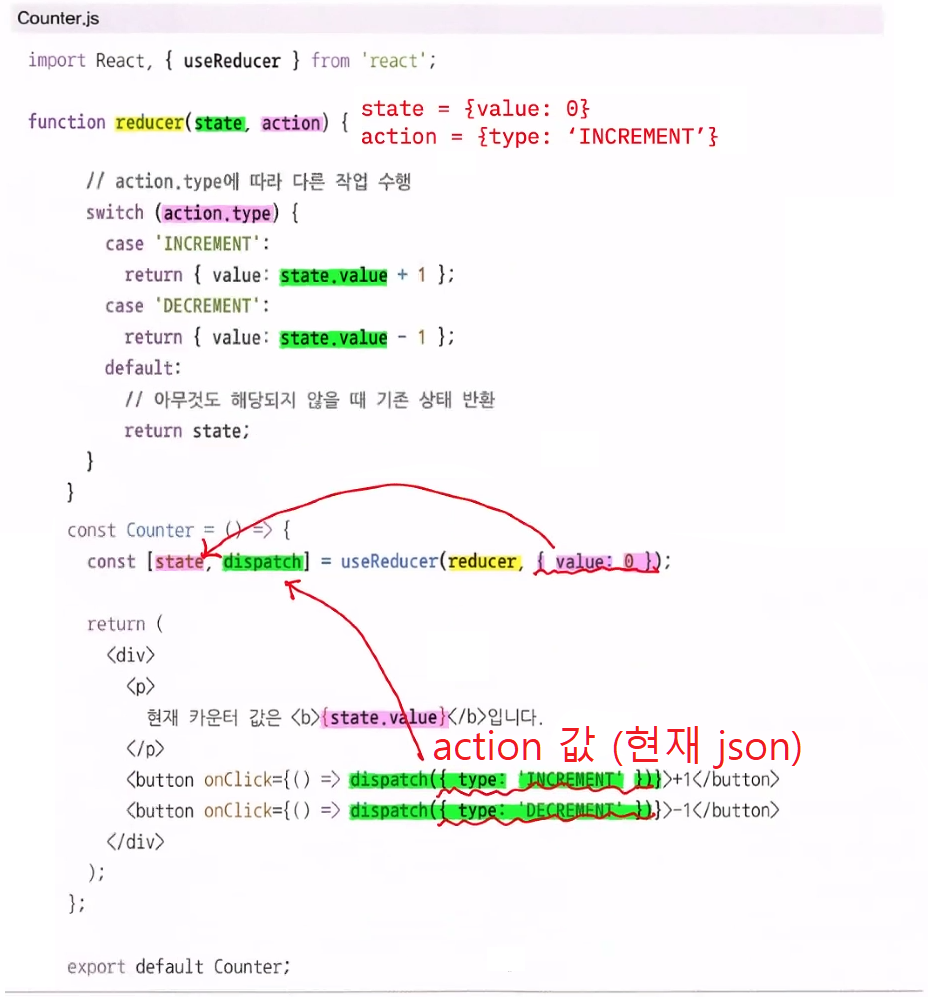 Counter.js
import React, { useReducer } from 'react';
function reducer(state, action) { state = {value: 0}
action = {type: ‘INCREMENT’}
// action.type에 따라 다른 작업 수행
switch (action.type) {
case 'INCREMENT':
return { value: state.value + 1 };
case 'DECREMENT':
return { value: state.value - 1 };
default:
// 아무것도 해당되지 않을 때 기존 상태 반환
return state;
}
}
const Counter = () => {
const [state, dispatch] = useReducer(reducer, { value: 0 });
return (
<div>
<p>
현재 카운터 값은 <b>{state.value}</b>입니다.
</p>
action 값 (현재 json)
<button onClick={() => dispatch({ type: 'INCREMENT' })}>+1</button>
<button onClick={() => dispatch({ type: 'DECREMENT' })}>-1</button>
</div>
);
};
export default Counter;